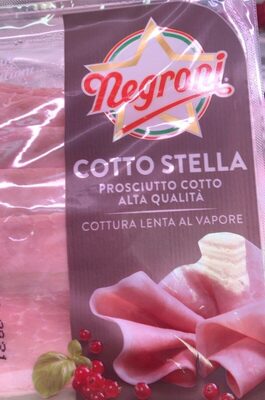 Negroni
COTTO STELLA
PROSCIUTTO COTTO
ALTA QUALITÀ
COTTURA LENTA AL VAPORE